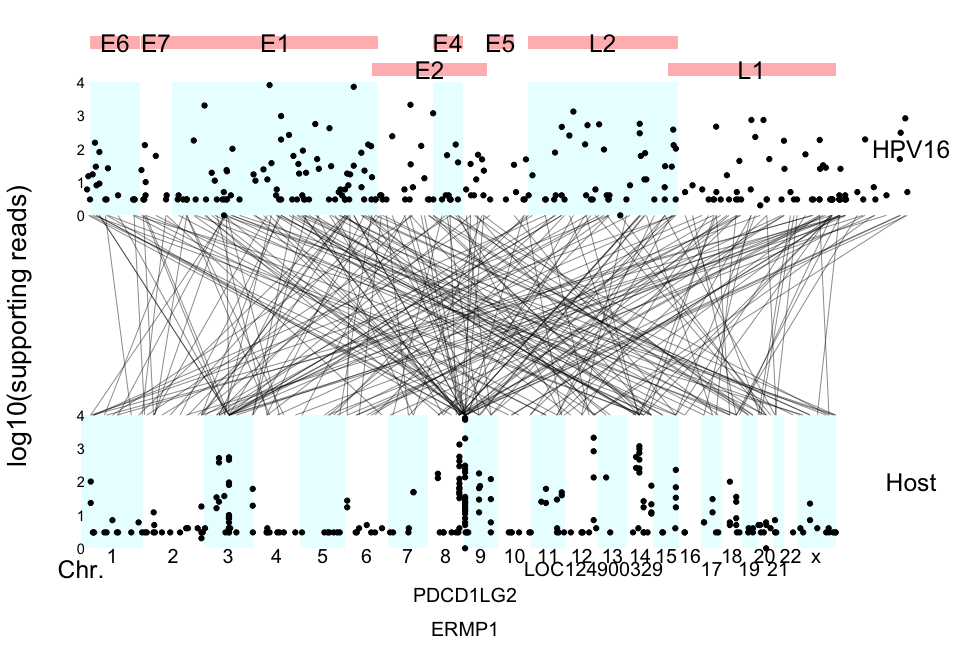 E6 E7 E1 E4 E5 L2
E2 L1
4
3
2
1
0
HPV16
log10(supporting reads)
4
3
2
1
0
Host
1 2 3 4 5 6 7 8 9 10 11 12 13 14 15 16 18 20 22 x
Chr. LOC124900329 17 19 21
PDCD1LG2
ERMP1